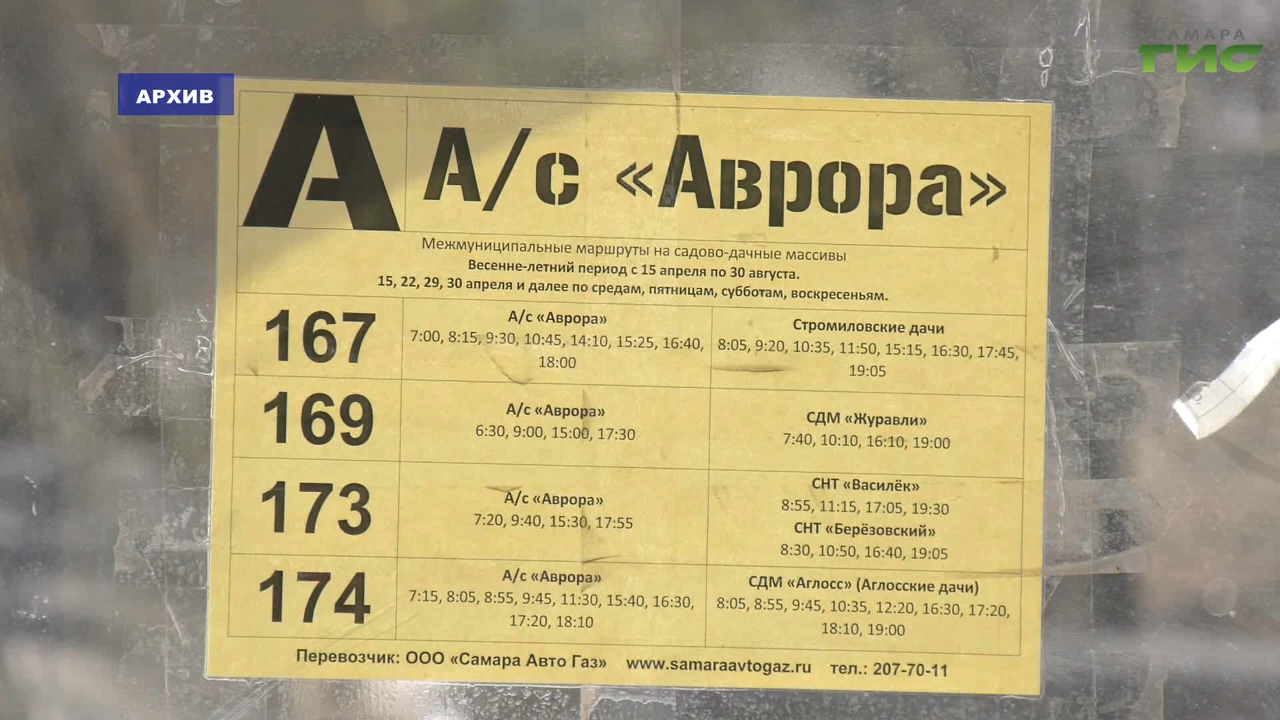 САМАРА
ГИС
АРХИВ
А
А/с «Аврора»
Межмуниципальные маршруты на садово-дачные массивы
Весенне-летний период с 15 апреля по 30 августа.
15, 22, 29, 30 апреля и далее по средам, пятницам, субботам, воскресеньям.
167
А/с «Аврора»
7:00, 8:15, 9:30, 10:45, 14:10, 15:25, 16:40,
18:00
Стромиловские дачи
8:05, 9:20, 10:35, 11:50, 15:15, 16:30, 17:45,
19:05
169
А/с «Аврора»
6:30, 9:00, 15:00, 17:30
СДМ «Журавли»
7:40, 10:10, 16:10, 19:00
173
А/с «Аврора»
7:20, 9:40, 15:30, 17:55
СНТ «Василёк»
8:55, 11:15, 17:05, 19:30
СНТ «Берёзовский»
8:30, 10:50, 16:40, 19:05
174
А/с «Аврора»
7:15, 8:05, 8:55, 9:45, 11:30, 15:40, 16:30,
17:20, 18:10
СДМ «Аглосс» (Аглосские дачи)
8:05, 8:55, 9:45, 10:35, 12:20, 16:30, 17:20,
18:10, 19:00
Перевозчик: ООО «Самара Авто Газ» www.samaraavtogaz.ru тел.: 207-70-11